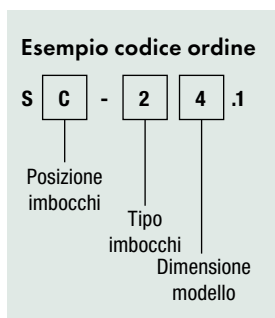 Esempio codice ordine
S C - 2 4 .1
Posizione
imbocchi
Tipo
imbocchi
Dimensione
modello